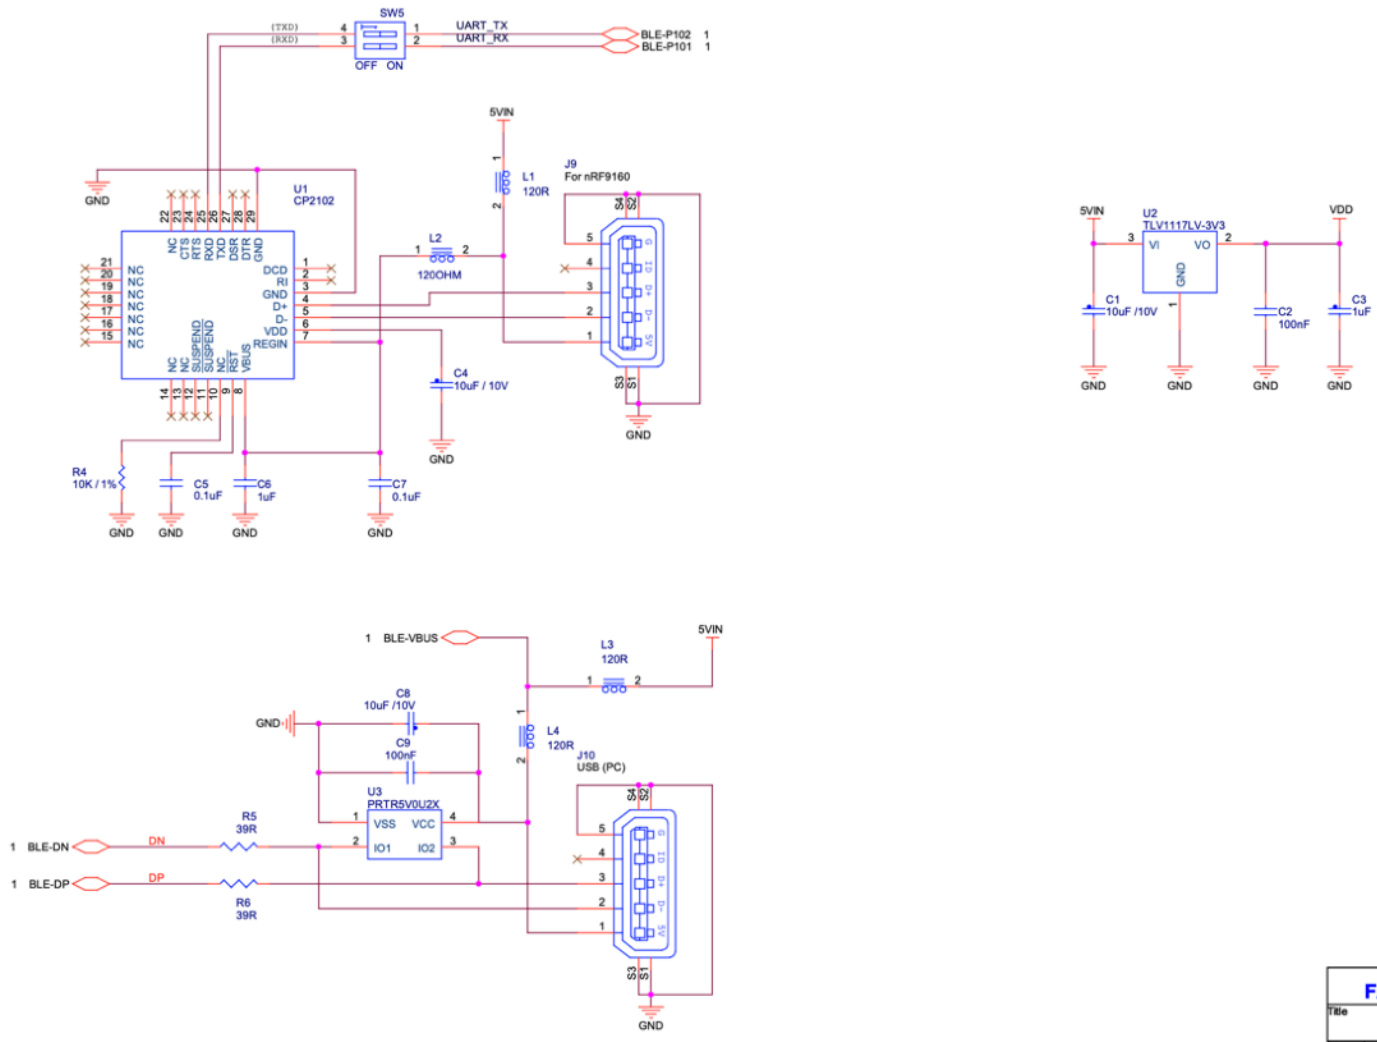 SW5
(TXD) 4 1 UART_TX BLE-P102 1
(RXD) 3 2 UART_RX BLE-P101 1
OFF ON
5VIN
1
L1
120R
2
J9
For nRF9160
GND
U1
CP2102
22 23 24 25 26 27 28 29
NC CTS RTS RXD TXD DSR DTR GND
21 NC
20 NC
19 NC
18 NC
17 NC
16 NC
15 NC
DCD 1
RI 2
GND 3
D+ 4
D- 5
VDD 6
REGIN 7
NC NC SUSPEND SUSPEND NC RST VBUS
14 13 12 11 10 9 8
L2
1 2
120OHM
S4 S2
5 G
4 ID
3 D+
2 D-
1 5V
S3 S1
GND
C4
10uF / 10V
GND
R4
10K / 1%
GND
C5
0.1uF
GND
C6
1uF
GND
C7
0.1uF
GND
5VIN
U2
TLV1117LV-3V3
VDD
3 VI VO 2
GND
1
C1
10uF /10V
GND
GND
C2
100nF
GND
C3
1uF
GND
1 BLE-VBUS
L3
120R
1 2
5VIN
C8
10uF /10V
GND
C9
100nF
1
L4
120R
2
J10
USB (PC)
U3
PRTR5V0U2X
1 VSS VCC 4
2 IO1 IO2 3
R5
39R
1 BLE-DN DN
1 BLE-DP DP
R6
39R
S4 S2
5 G
4 ID
3 D+
2 D-
1 5V
S3 S1
GND
Title